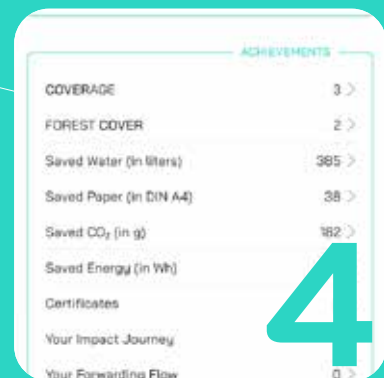 ACHIEVEMENTS
COVERAGE 3 >
FOREST COVER 2 >
Saved Water (in liters) 385 >
Saved Paper (in DIN A4) 38 >
Saved CO₂ (in g) 182 >
Saved Energy (in Wh)
Certificates
Your Impact Journey
Your Forwarding Flow 0 >
4